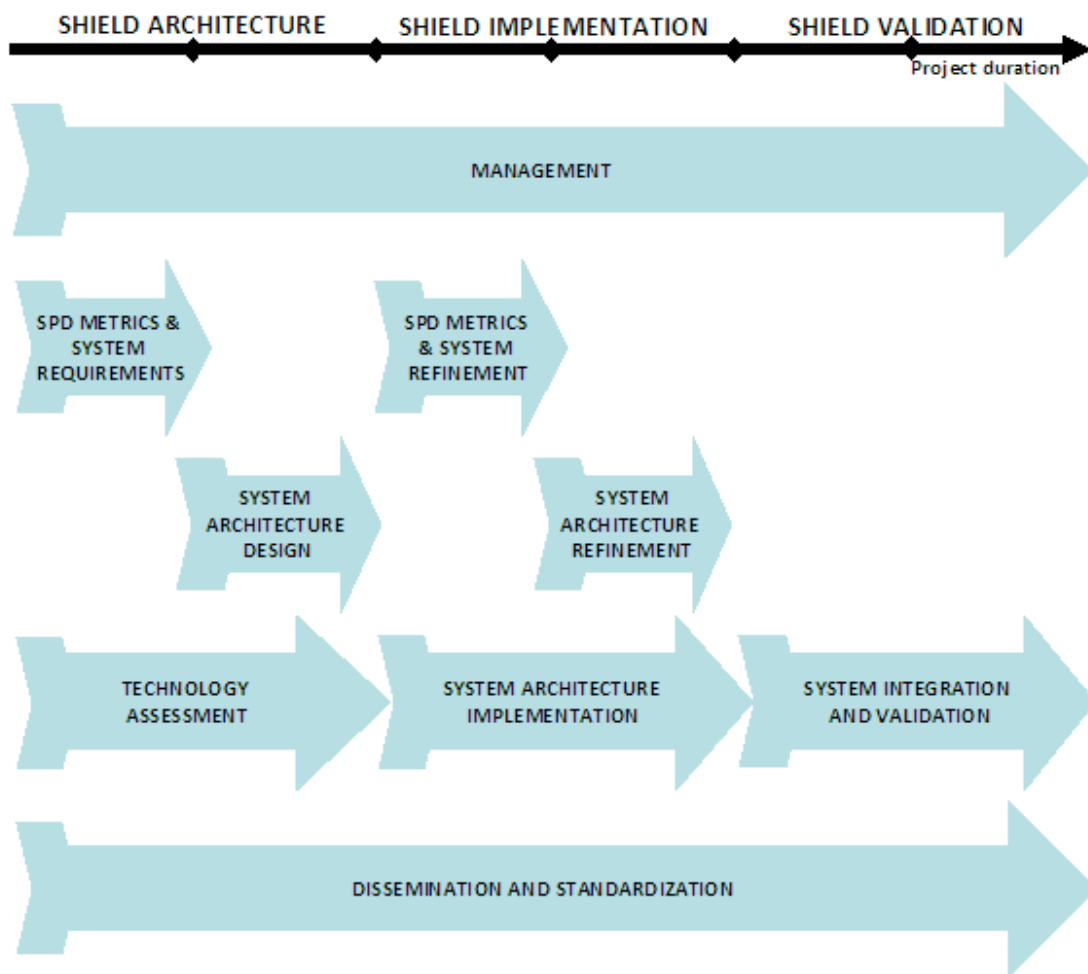 SHIELD ARCHITECTURE
SHIELD IMPLEMENTATION
SHIELD VALIDATION
Project duration
MANAGEMENT
SPD METRICS &
SYSTEM
REQUIREMENTS
SPD METRICS
& SYSTEM
REFINEMENT
SYSTEM
ARCHITECTURE
DESIGN
SYSTEM
ARCHITECTURE
REFINEMENT
TECHNOLOGY
ASSESSMENT
SYSTEM ARCHITECTURE
IMPLEMENTATION
SYSTEM INTEGRATION
AND VALIDATION
DISSEMINATION AND STANDARDIZATION